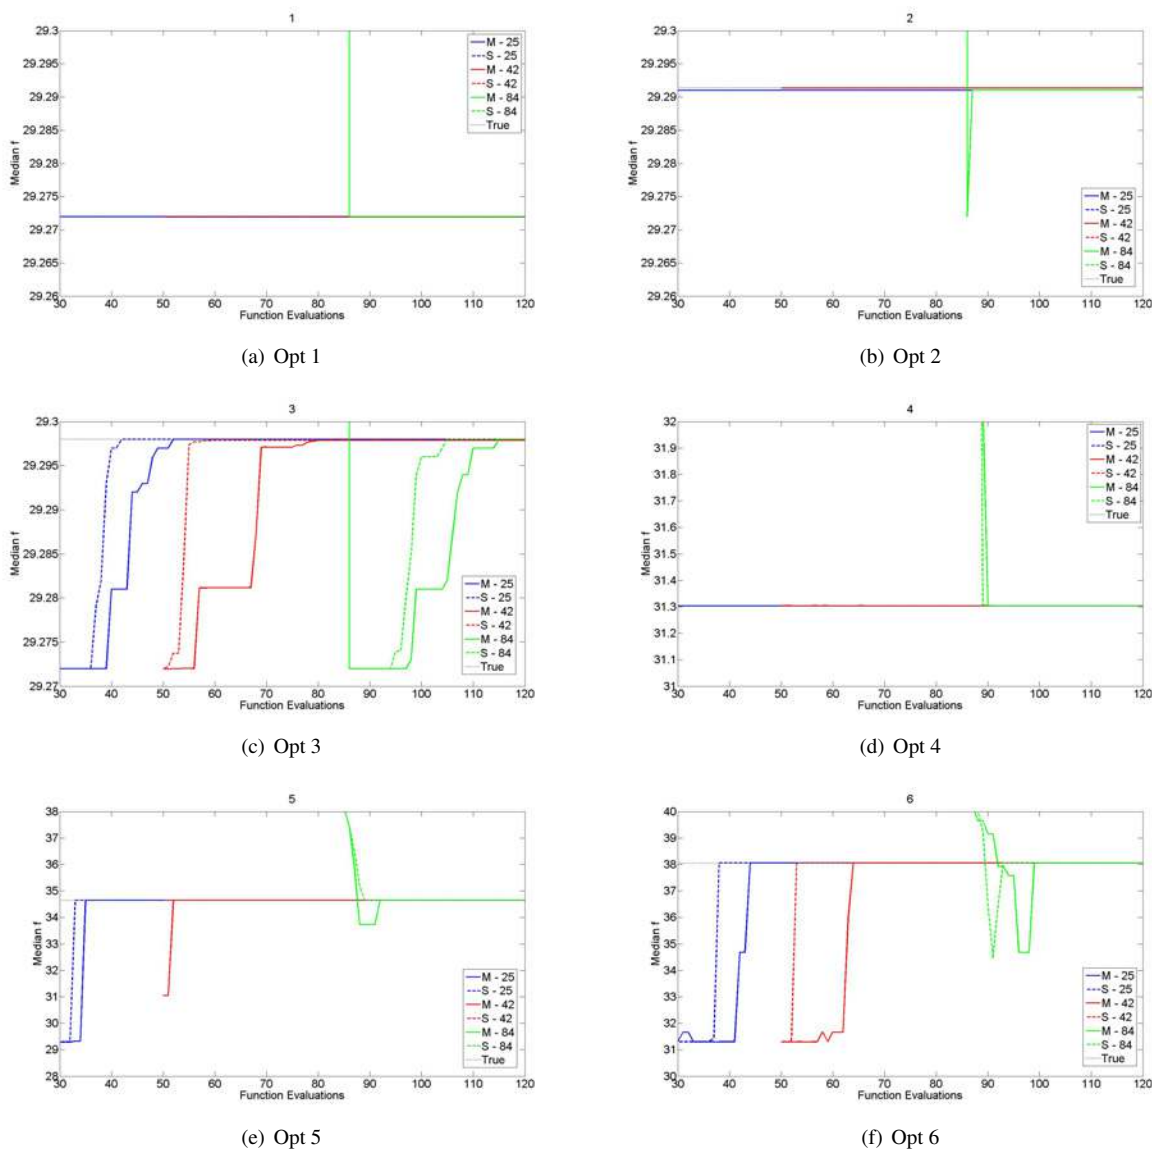 1
29.3
29.295
29.29
29.285
29.28
29.275
29.27
29.265
29.26
Median f
M - 25
S - 25
M - 42
S - 42
M - 84
S - 84
True
30 40 50 60 70 80 90 100 110 120
Function Evaluations
(a) Opt 1
2
29.3
29.295
29.29
29.285
29.28
29.275
29.27
29.265
29.26
Median f
M - 25
S - 25
M - 42
S - 42
M - 84
S - 84
True
30 40 50 60 70 80 90 100 110 120
Function Evaluations
(b) Opt 2
3
29.3
29.295
29.29
29.285
29.28
29.275
29.27
Median f
M - 25
S - 25
M - 42
S - 42
M - 84
S - 84
True
30 40 50 60 70 80 90 100 110 120
Function Evaluations
(c) Opt 3
4
32
31.9
31.8
31.7
31.6
31.5
31.4
31.3
31.2
31.1
31
Median f
M - 25
S - 25
M - 42
S - 42
M - 84
S - 84
True
30 40 50 60 70 80 90 100 110 120
Function Evaluations
(d) Opt 4
5
38
37
36
35
34
33
32
31
30
29
28
Median f
M - 25
S - 25
M - 42
S - 42
M - 84
S - 84
True
30 40 50 60 70 80 90 100 110 120
Function Evaluations
(e) Opt 5
6
40
39
38
37
36
35
34
33
32
31
30
Median f
M - 25
S - 25
M - 42
S - 42
M - 84
S - 84
True
30 40 50 60 70 80 90 100 110 120
Function Evaluations
(f) Opt 6